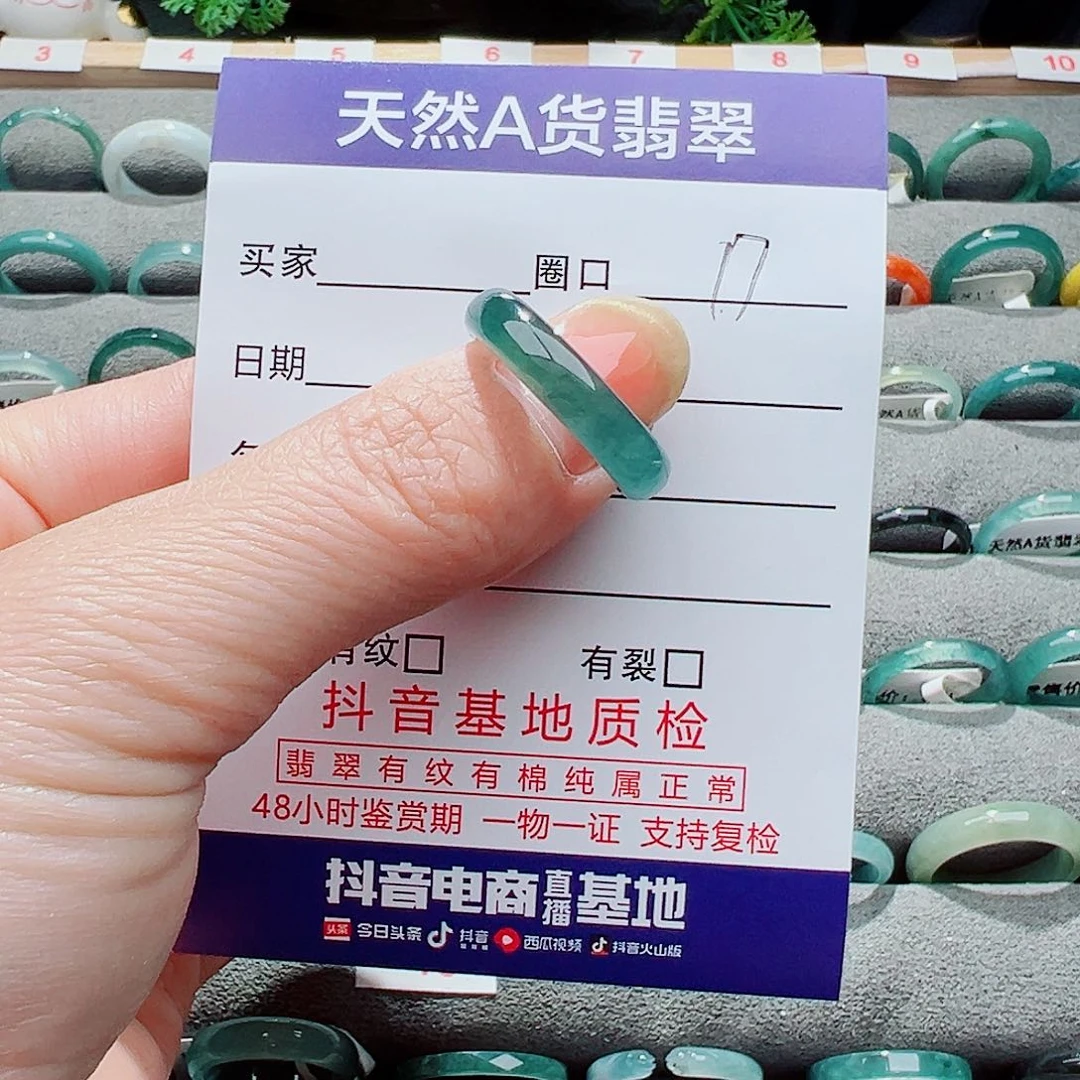 3 4 5 6 7 8 9 10
天然A货翡翠
买家 圈口
日期
有纹 有裂
抖音基地质检
翡翠有纹有棉纯属正常
48小时鉴赏期 一物一证 支持复检
抖音电商直播基地
头条 今日头条 抖音 西瓜视频 抖音火山版
天然A货翡翠